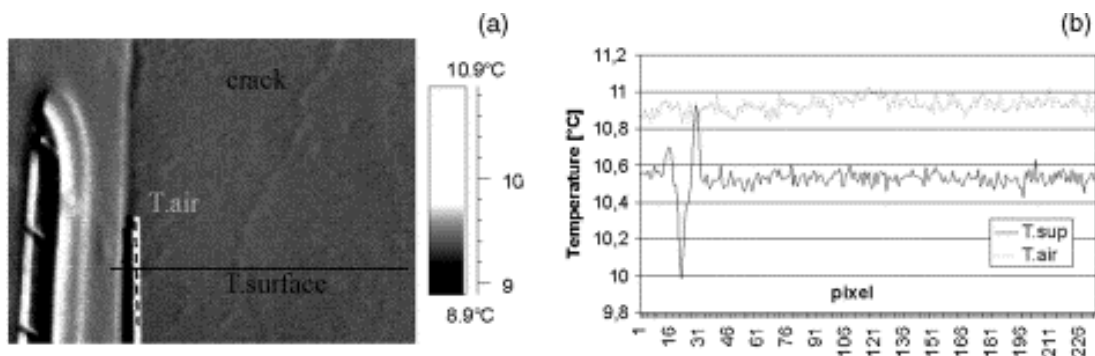 (a)
crack
T.air
T.surface
10.9°C
10
9
8.9°C
(b)
Temperature [°C]
11,2
11
10,8
10,6
10,4
10,2
10
9,8
T.sup
T.air
pixel
1 16 31 46 61 76 91 106 121 136 151 166 181 196 211 226